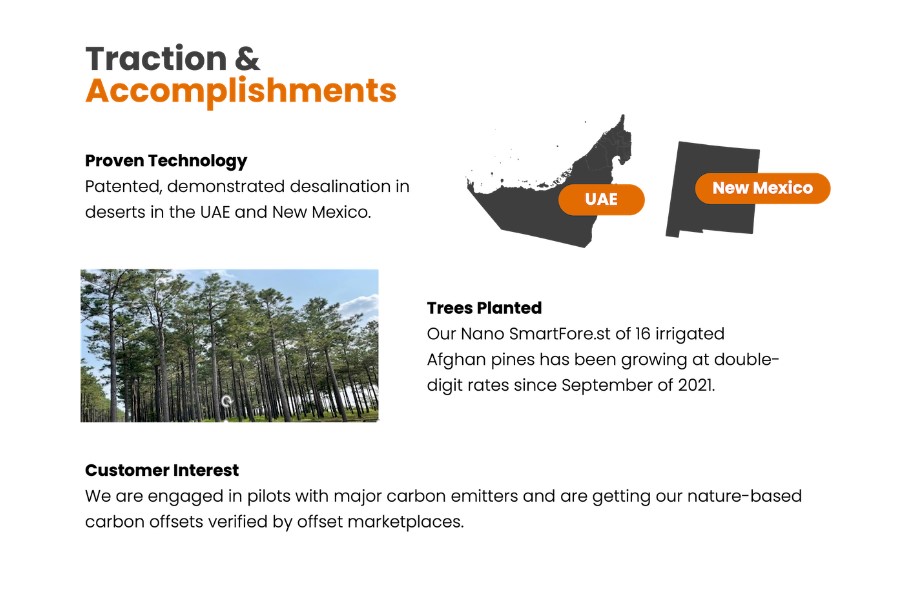 Traction &
Accomplishments
Proven Technology
Patented, demonstrated desalination in
deserts in the UAE and New Mexico.
UAE
New Mexico
Trees Planted
Our Nano SmartFore.st of 16 irrigated
Afghan pines has been growing at double-
digit rates since September of 2021.
Customer Interest
We are engaged in pilots with major carbon emitters and are getting our nature-based
carbon offsets verified by offset marketplaces.